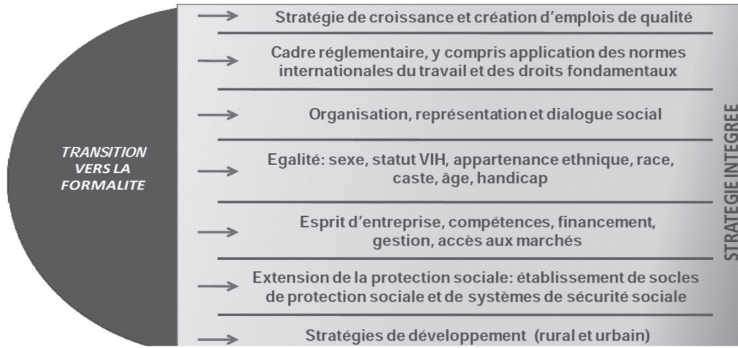 TRANSITION
VERS LA
FORMALITE
Stratégie de croissance et création d’emplois de qualité
Cadre réglementaire, y compris application des normes
internationales du travail et des droits fondamentaux
Organisation, représentation et dialogue social
Egalité: sexe, statut VIH, appartenance ethnique, race,
caste, âge, handicap
Esprit d’entreprise, compétences, financement,
gestion, accès aux marchés
Extension de la protection sociale: établissement de socles
de protection sociale et de systèmes de sécurité sociale
Stratégies de développement (rural et urbain)
STRATEGIE INTEGREE